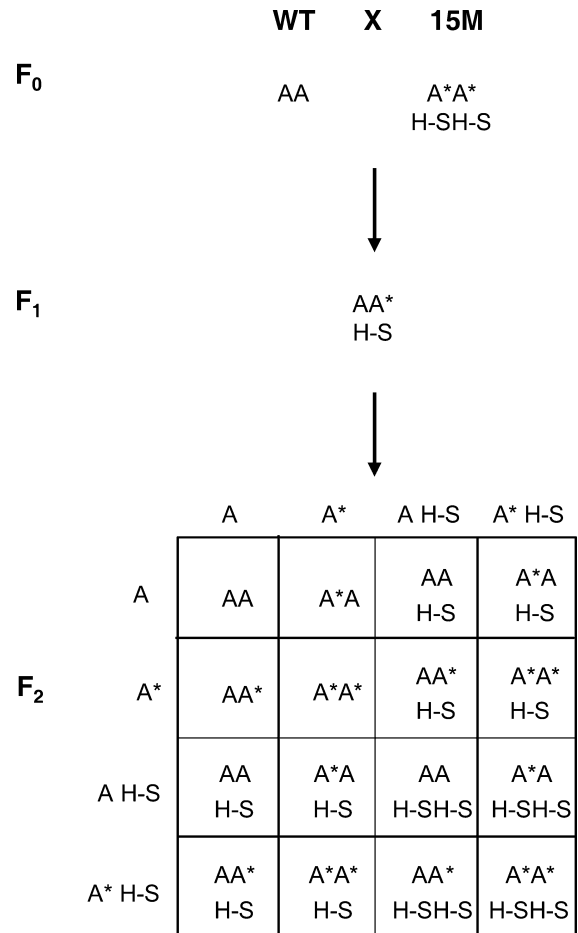 WT X 15M
F0
AA A*A*
H-SH-S
F1
AA*
H-S
A A* A H-S A* H-S
A AA A*A AA A*A
H-S H-S
F2
A* AA* A*A* AA* A*A*
H-S H-S
A H-S AA A*A AA A*A
H-S H-S H-SH-S H-SH-S
A* H-S AA* A*A* AA* A*A*
H-S H-S H-SH-S H-SH-S